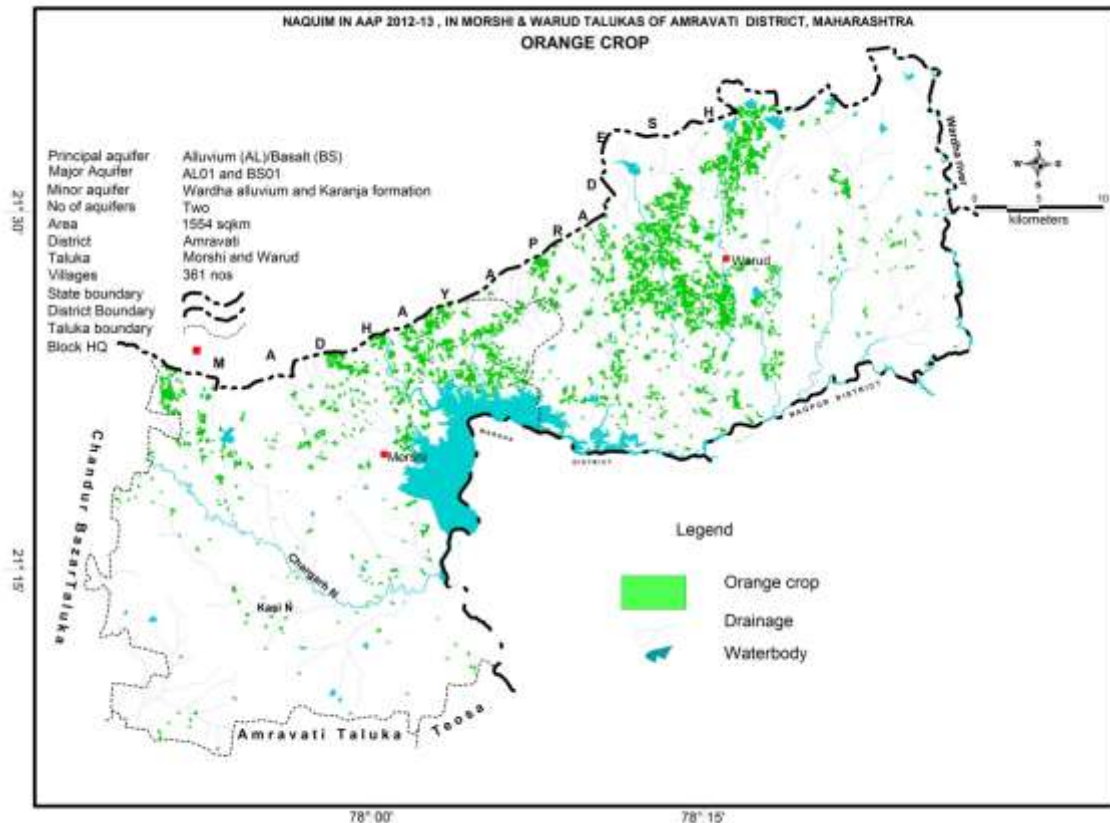 NAQUIM IN AAP 2012-13 , IN MORSHI & WARUD TALUKAS OF AMRAVATI DISTRICT, MAHARASHTRA
ORANGE CROP
Principal aquifer Alluvium (AL)/Basalt (BS)
Major Aquifer AL01 and BS01
Minor aquifer Wardha alluvium and Karanja formation
No of aquifers Two
Area 1554 sqkm
District Amravati
Taluka Morshi and Warud
Villages 361 nos
State boundary
District Boundary
Taluka boundary
Block HQ
M A D H A Y A P R A D E S H
Wardha river
N
W
S
0 5 10
kilometers
21° 30'
Warud
NAGPUR DISTRICT
WARDHA
DISTRICT
Morshi
Chandur Bazar Taluka
21° 15'
Chargarh N.
Kasi N
Amravati Taluka
Teosa
Legend
Orange crop
Drainage
Waterbody
78° 00'
78° 15'